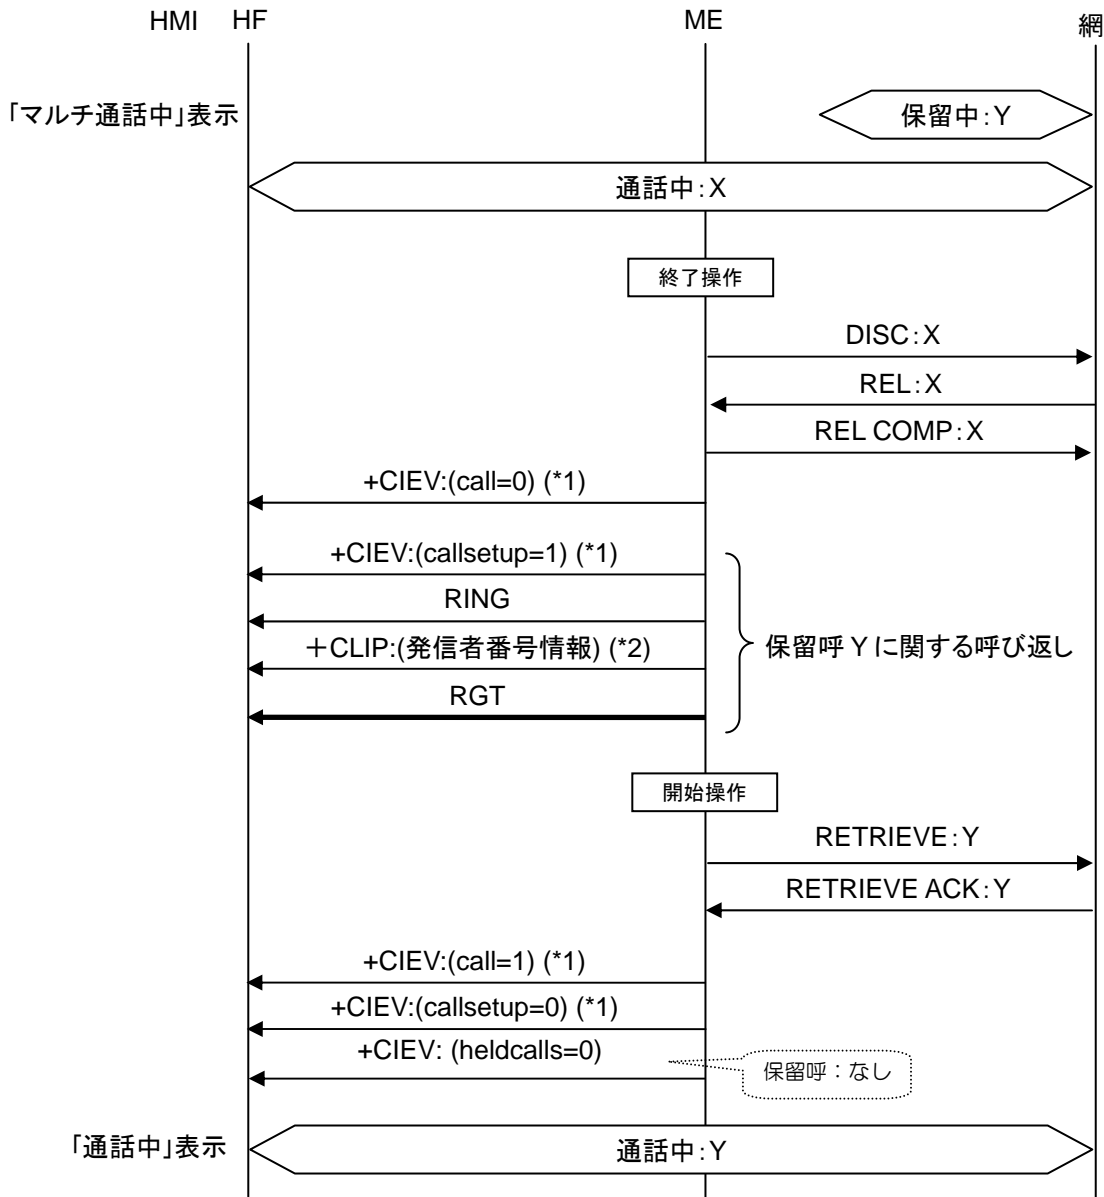 HMI HF ME 網
「マルチ通話中」表示 保留中：Y
通話中：X
終了操作
DISC：X
REL：X
REL COMP：X
+CIEV:(call=0) (*1)
+CIEV:(callsetup=1) (*1)
RING
＋CLIP:(発信者番号情報) (*2)
保留呼 Y に関する呼び返し
RGT
開始操作
RETRIEVE：Y
RETRIEVE ACK：Y
+CIEV:(call=1) (*1)
+CIEV:(callsetup=0) (*1)
+CIEV: (heldcalls=0)
保留呼：なし
「通話中」表示 通話中：Y